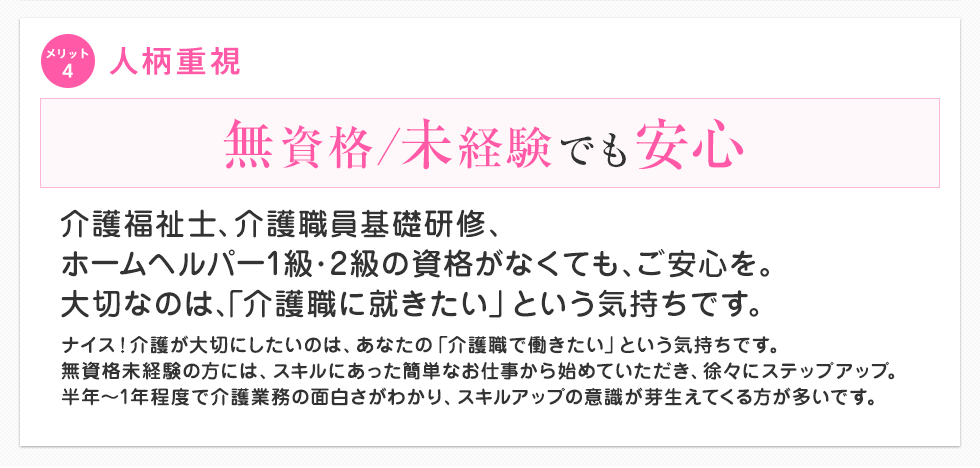 メリット
4
人柄重視
無資格/未経験でも安心
介護福祉士、介護職員基礎研修、
ホームヘルパー1級・2級の資格がなくても、ご安心を。
大切なのは、「介護職に就きたい」という気持ちです。
ナイス！介護が大切にしたいのは、あなたの「介護職で働きたい」という気持ちです。
無資格未経験の方には、スキルにあった簡単なお仕事から始めていただき、徐々にステップアップ。
半年〜1年程度で介護業務の面白さがわかり、スキルアップの意識が芽生えてくる方が多いです。